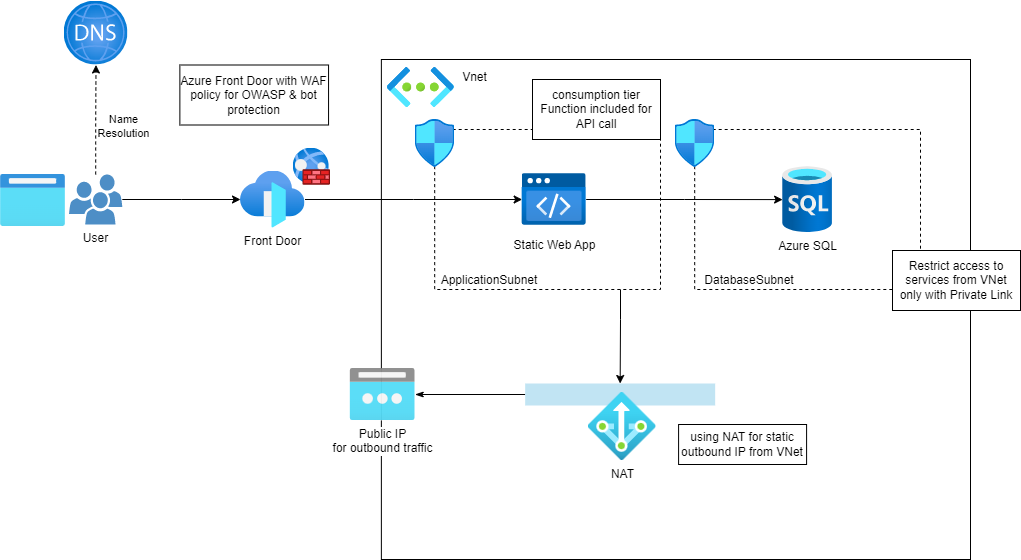 DNS
Name
Resolution
User
Azure Front Door with WAF
policy for OWASP & bot
protection
Front Door
Vnet
consumption tier
Function included for
API call
Static Web App
ApplicationSubnet
SQL
Azure SQL
DatabaseSubnet
Restrict access to
services from VNet
only with Private Link
Public IP
for outbound traffic
NAT
using NAT for static
outbound IP from VNet